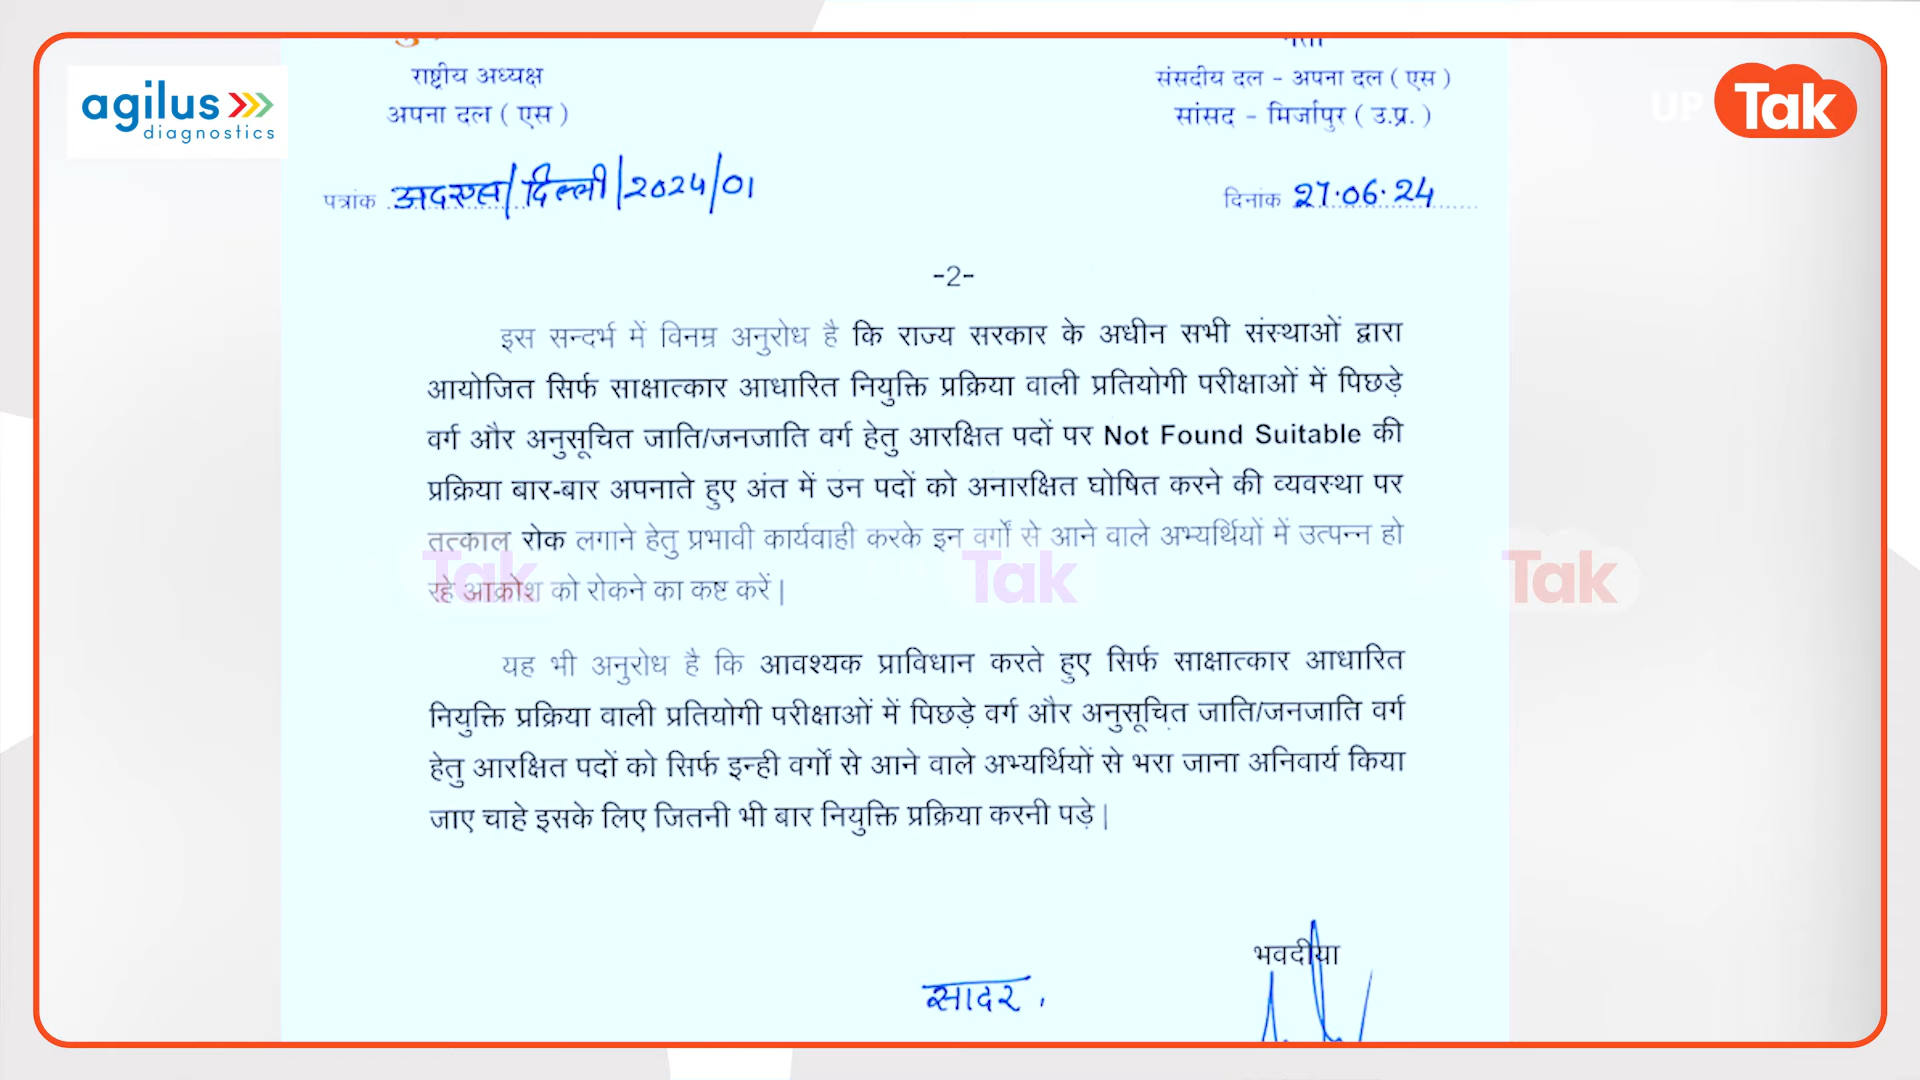 agilus
diagnostics
UP Tak
राष्ट्रीय अध्यक्ष
अपना दल ( एस )
संसदीय दल - अपना दल ( एस )
सांसद - मिर्जापुर ( उ.प्र. )
पत्रांक अदएस/दिल्ली/2024/01
दिनांक 27.06.24
-2-
इस सन्दर्भ में विनम्र अनुरोध है कि राज्य सरकार के अधीन सभी संस्थाओं द्वारा
आयोजित सिर्फ साक्षात्कार आधारित नियुक्ति प्रक्रिया वाली प्रतियोगी परीक्षाओं में पिछड़े
वर्ग और अनुसूचित जाति/जनजाति वर्ग हेतु आरक्षित पदों पर Not Found Suitable की
प्रक्रिया बार-बार अपनाते हुए अंत में उन पदों को अनारक्षित घोषित करने की व्यवस्था पर
तत्काल रोक लगाने हेतु प्रभावी कार्यवाही करके इन वर्गों से आने वाले अभ्यर्थियों में उत्पन्न हो
रहे आक्रोश को रोकने का कष्ट करें |
Tak Tak Tak
यह भी अनुरोध है कि आवश्यक प्राविधान करते हुए सिर्फ साक्षात्कार आधारित
नियुक्ति प्रक्रिया वाली प्रतियोगी परीक्षाओं में पिछड़े वर्ग और अनुसूचित जाति/जनजाति वर्ग
हेतु आरक्षित पदों को सिर्फ इन्ही वर्गों से आने वाले अभ्यर्थियों से भरा जाना अनिवार्य किया
जाए चाहे इसके लिए जितनी भी बार नियुक्ति प्रक्रिया करनी पड़े |
भवदीया
सादर,